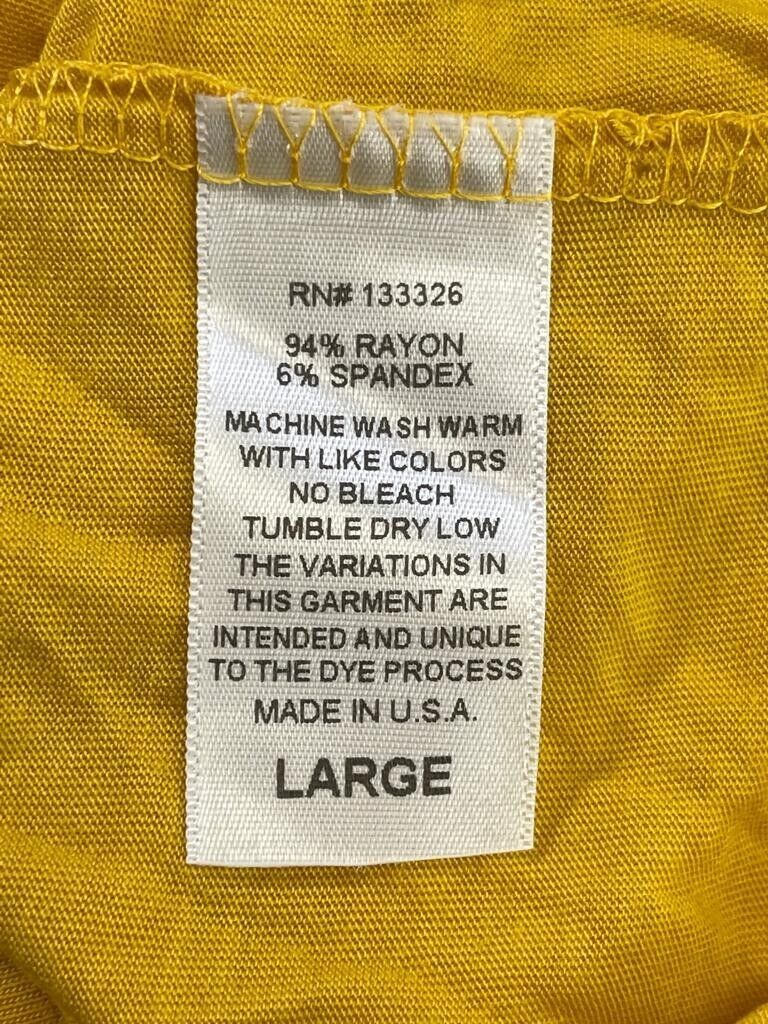 RN# 133326
94% RAYON
6% SPANDEX
MACHINE WASH WARM
WITH LIKE COLORS
NO BLEACH
TUMBLE DRY LOW
THE VARIATIONS IN
THIS GARMENT ARE
INTENDED AND UNIQUE
TO THE DYE PROCESS
MADE IN U.S.A.
LARGE